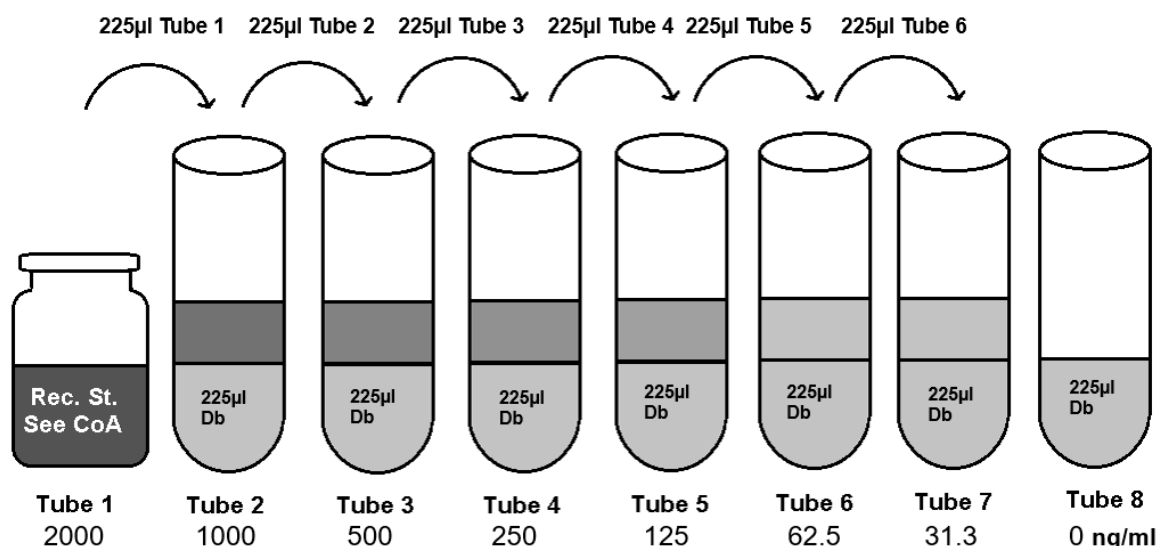 225µl Tube 1 225µl Tube 2 225µl Tube 3 225µl Tube 4 225µl Tube 5 225µl Tube 6
Rec. St.
See CoA
225µl
Db
225µl
Db
225µl
Db
225µl
Db
225µl
Db
225µl
Db
225µl
Db
Tube 1 Tube 2 Tube 3 Tube 4 Tube 5 Tube 6 Tube 7 Tube 8
2000 1000 500 250 125 62.5 31.3 0 ng/ml